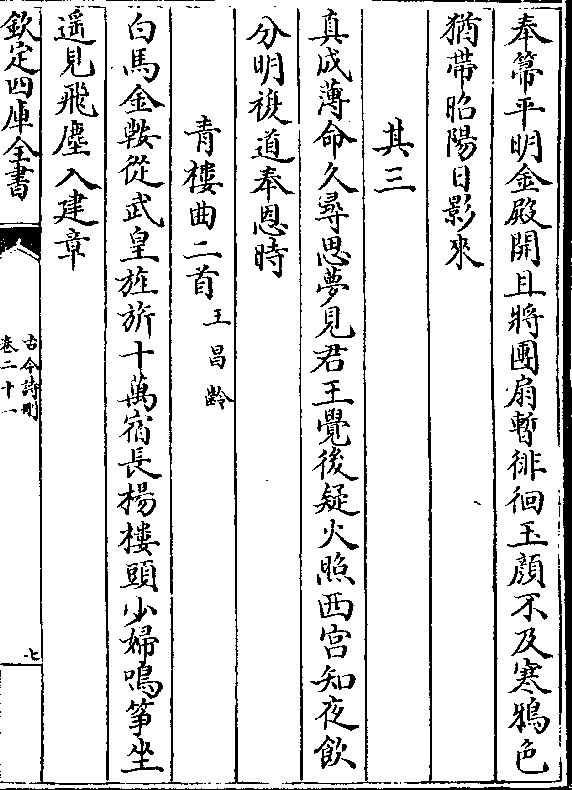 奉箒平明金殿開且將團扇暫徘徊玉顏不及寒鴉色
猶帶昭陽日影來
其三
真成薄命久尋思夢見君王覺後疑火照西宮知夜飲
分明複道奉恩時
青樓曲二首王昌齡
白馬金鞍從武皇旌旂十萬宿長楊樓頭少婦鳴箏坐
遥見飛塵入建章
欽定四庫全書
古今詩刪
卷二十一
七